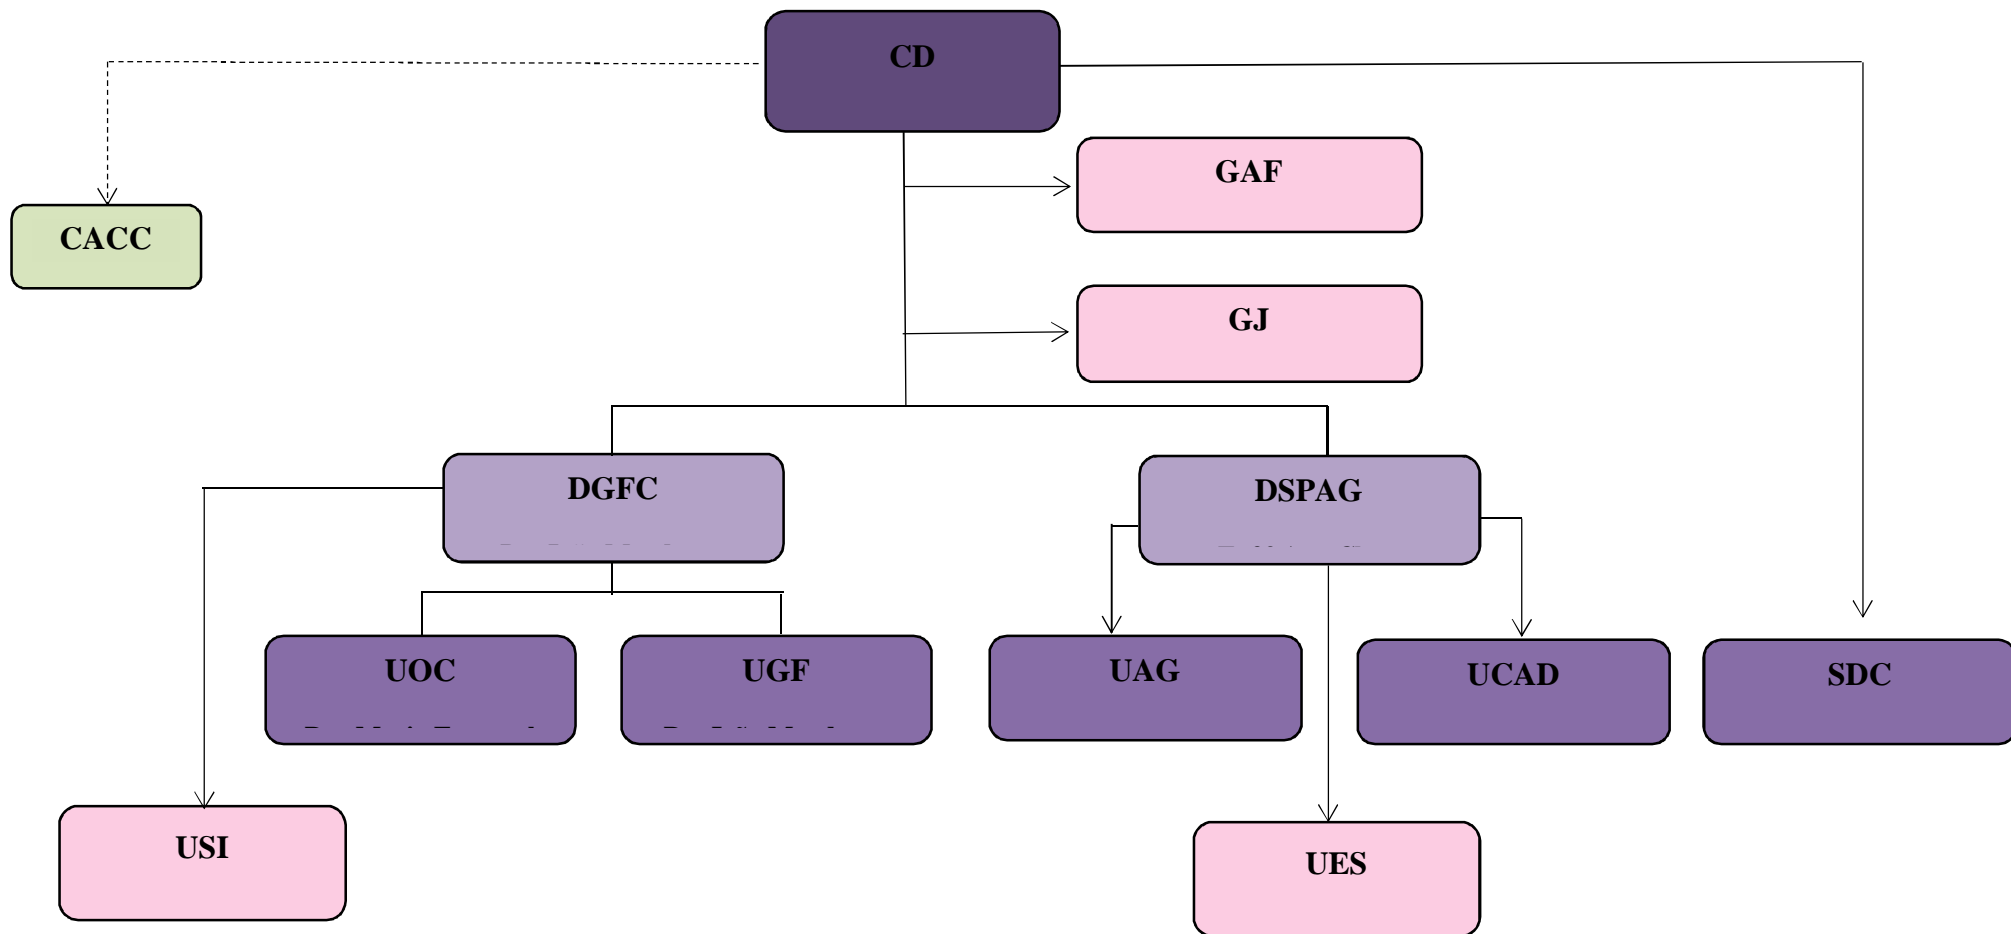 CD
GAF
CACC
GJ
DGFC
DSPAG
UOC
UGF
UAG
UCAD
SDC
USI
UES